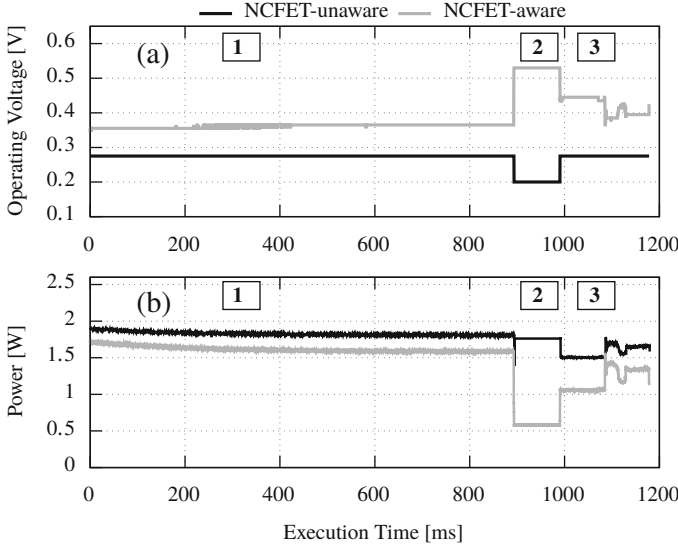 NCFET-unaware NCFET-aware
Operating Voltage [V]
0.6
0.5
0.4
0.3
0.2
0.1
(a)
1
2
3
0 200 400 600 800 1000 1200
Power [W]
2.5
2
1.5
1
0.5
0
(b)
1
2
3
0 200 400 600 800 1000 1200
Execution Time [ms]